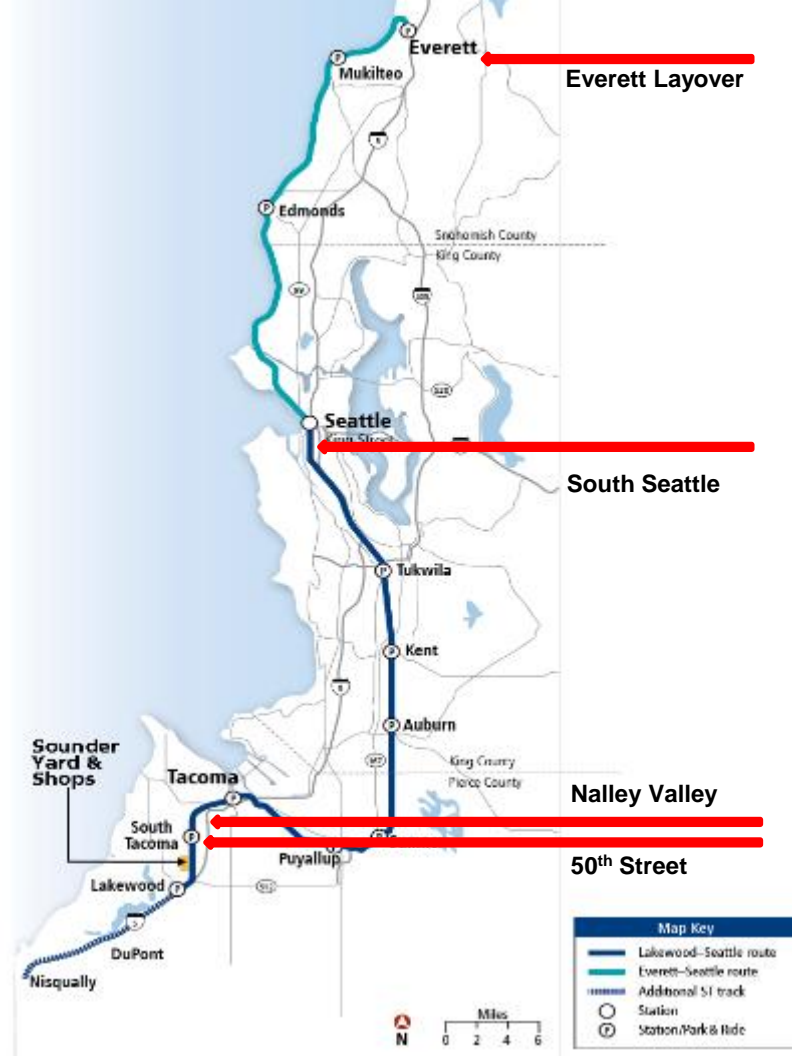 Everett
Everett Layover
Mukilteo
Edmonds
Snohomish County
King County
Seattle
South Seattle
Tukwila
Kent
Auburn
King County
Pierce County
Sounder
Yard &
Shops
Tacoma
Nalley Valley
South
Tacoma
Puyallup
50th Street
Lakewood
DuPont
Nisqually
Map Key
Lakewood–Seattle route
Everett–Seattle route
Additional ST track
Station
P Station/Park & Ride
Miles
0 2 4 6
N